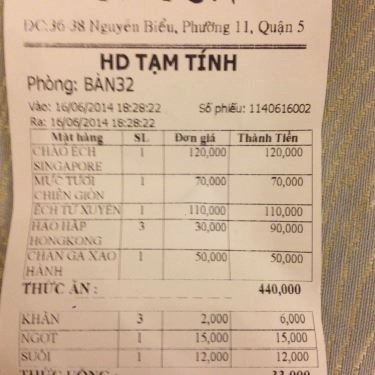 ĐC:36-38 Nguyễn Biểu, Phường 11, Quận 5
HD TẠM TÍNH
Phòng: BÀN32
Vào: 16/06/2014 18:28:22 Số phiếu: 1140616002
Ra: 16/06/2014 18:28:22
Mặt hàng SL Đơn giá Thành Tiền
CHÁO ẾCH 1 120,000 120,000
SINGAPORE
MỰC TƯƠI 1 70,000 70,000
CHIÊN GIÒN
ẾCH TỨ XUYÊN 1 110,000 110,000
HÀO HẤP 3 30,000 90,000
HONGKONG
CHÂN GÀ XÀO 1 50,000 50,000
HÀNH
THỨC ĂN : 440,000
KHĂN 3 2,000 6,000
NGỌT 1 15,000 15,000
SUỐI 1 12,000 12,000
THỨC UỐNG : 33,000